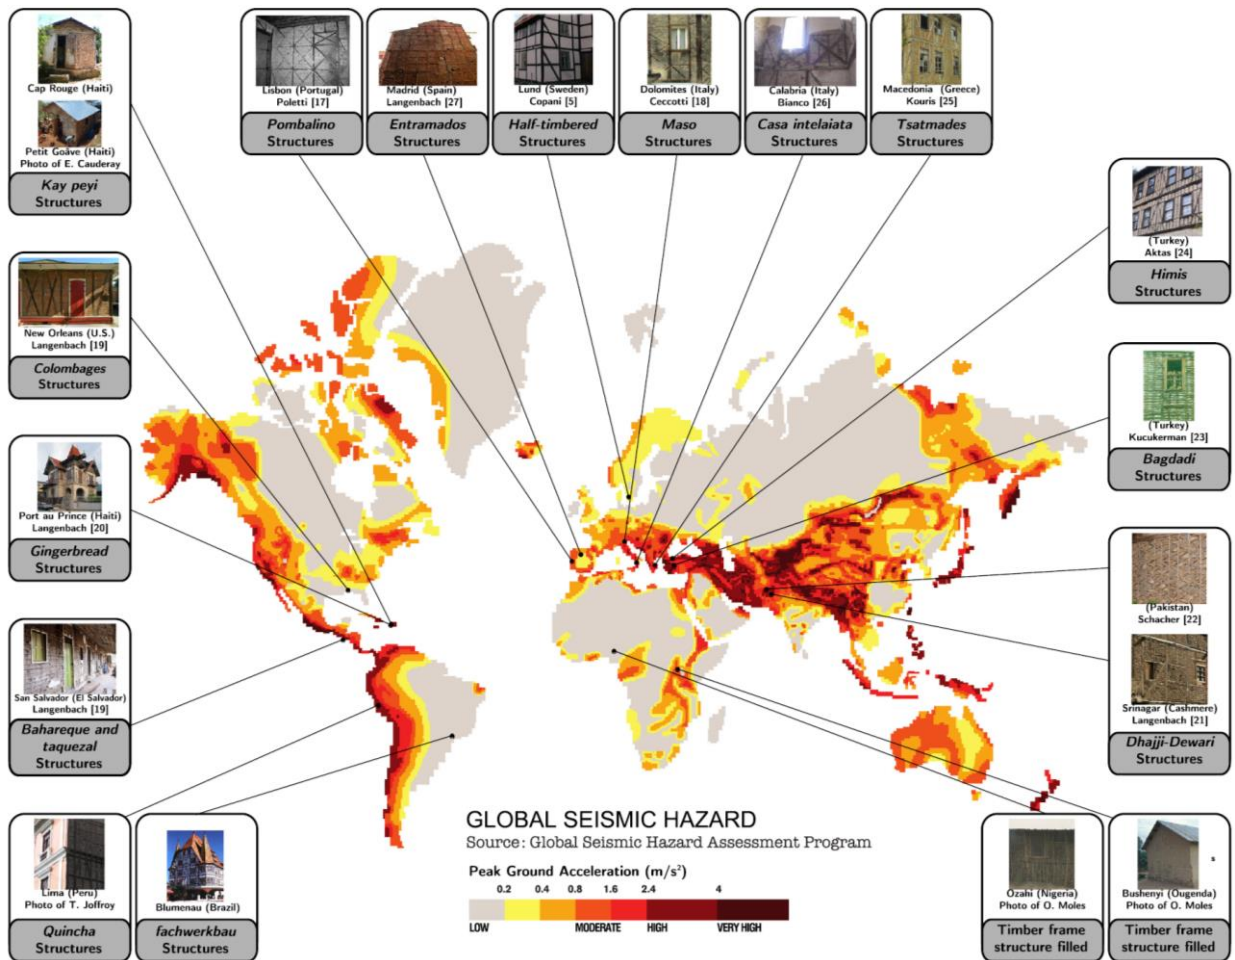 Cap Rouge (Haiti)
Petit Goâve (Haiti)
Photo of E. Cauderay
Kay peyi
Structures
Lisbon (Portugal)
Poletti [17]
Pombalino
Structures
Madrid (Spain)
Langenbach [27]
Entramados
Structures
Lund (Sweden)
Copani [5]
Half-timbered
Structures
Dolomites (Italy)
Ceccotti [18]
Maso
Structures
Calabria (Italy)
Bianco [26]
Casa intelaiata
Structures
Macedonia (Greece)
Kouris [25]
Tsatmades
Structures
(Turkey)
Aktas [24]
Himis
Structures
New Orleans (U.S.)
Langenbach [19]
Colombages
Structures
(Turkey)
Kucukerman [23]
Bagdadi
Structures
Port au Prince (Haiti)
Langenbach [20]
Gingerbread
Structures
(Pakistan)
Schacher [22]
Srinagar (Cashmere)
Langenbach [21]
Dhajji-Dewari
Structures
San Salvador (El Salvador)
Langenbach [19]
Bahareque and
taquezal
Structures
Lima (Peru)
Photo of T. Joffroy
Quincha
Structures
Blumenau (Brazil)
fachwerkbau
Structures
GLOBAL SEISMIC HAZARD
Source: Global Seismic Hazard Assessment Program
Peak Ground Acceleration (m/s²)
0.2 0.4 0.8 1.6 2.4 4
LOW MODERATE HIGH VERY HIGH
Ozahi (Nigeria)
Photo of O. Moles
Timber frame
structure filled
s
Bushenyi (Ougenda)
Photo of O. Moles
Timber frame
structure filled